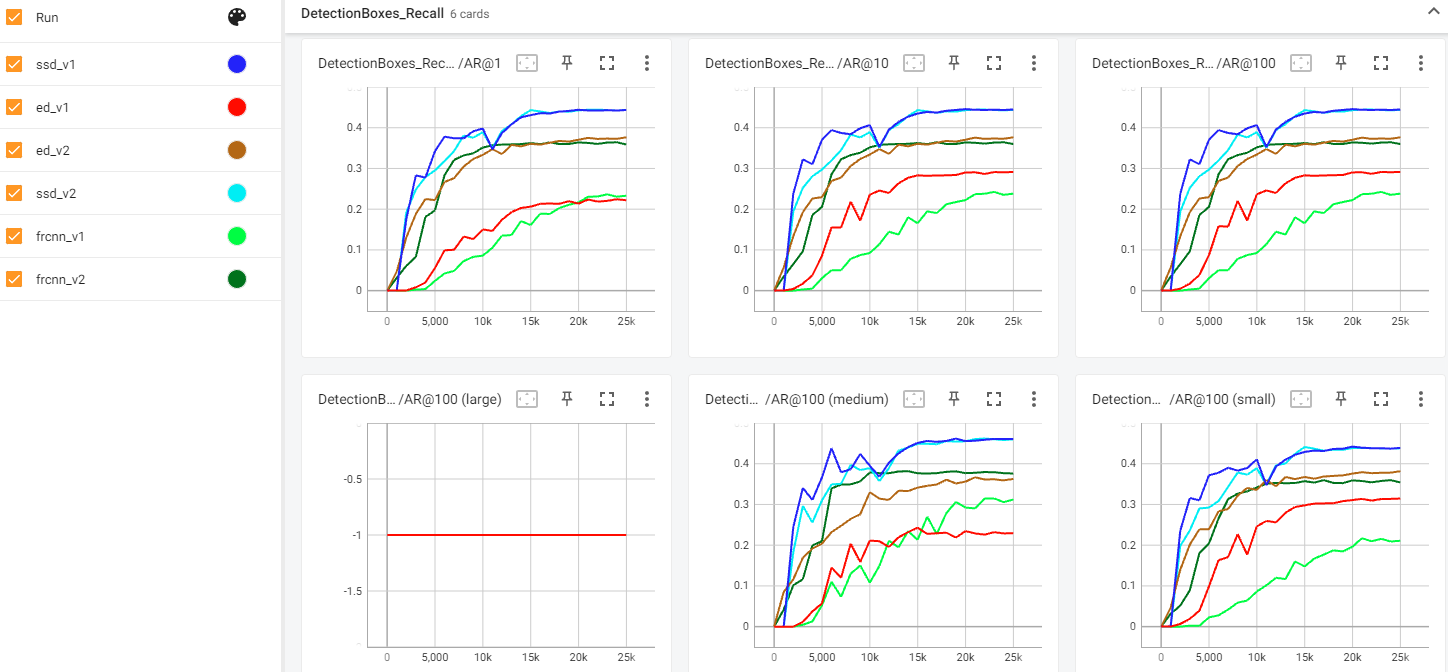 Run
ssd_v1
ed_v1
ed_v2
ssd_v2
frcnn_v1
frcnn_v2
DetectionBoxes_Recall 6 cards
DetectionBoxes_Rec... /AR@1
0.4
0.3
0.2
0.1
0
0 5,000 10k 15k 20k 25k
DetectionBoxes_Re... /AR@10
0.4
0.3
0.2
0.1
0
0 5,000 10k 15k 20k 25k
DetectionBoxes_R... /AR@100
0.4
0.3
0.2
0.1
0
0 5,000 10k 15k 20k 25k
DetectionB... /AR@100 (large)
-0.5
-1
-1.5
0 5,000 10k 15k 20k 25k
Detecti... /AR@100 (medium)
0.4
0.3
0.2
0.1
0
0 5,000 10k 15k 20k 25k
Detection... /AR@100 (small)
0.4
0.3
0.2
0.1
0
0 5,000 10k 15k 20k 25k